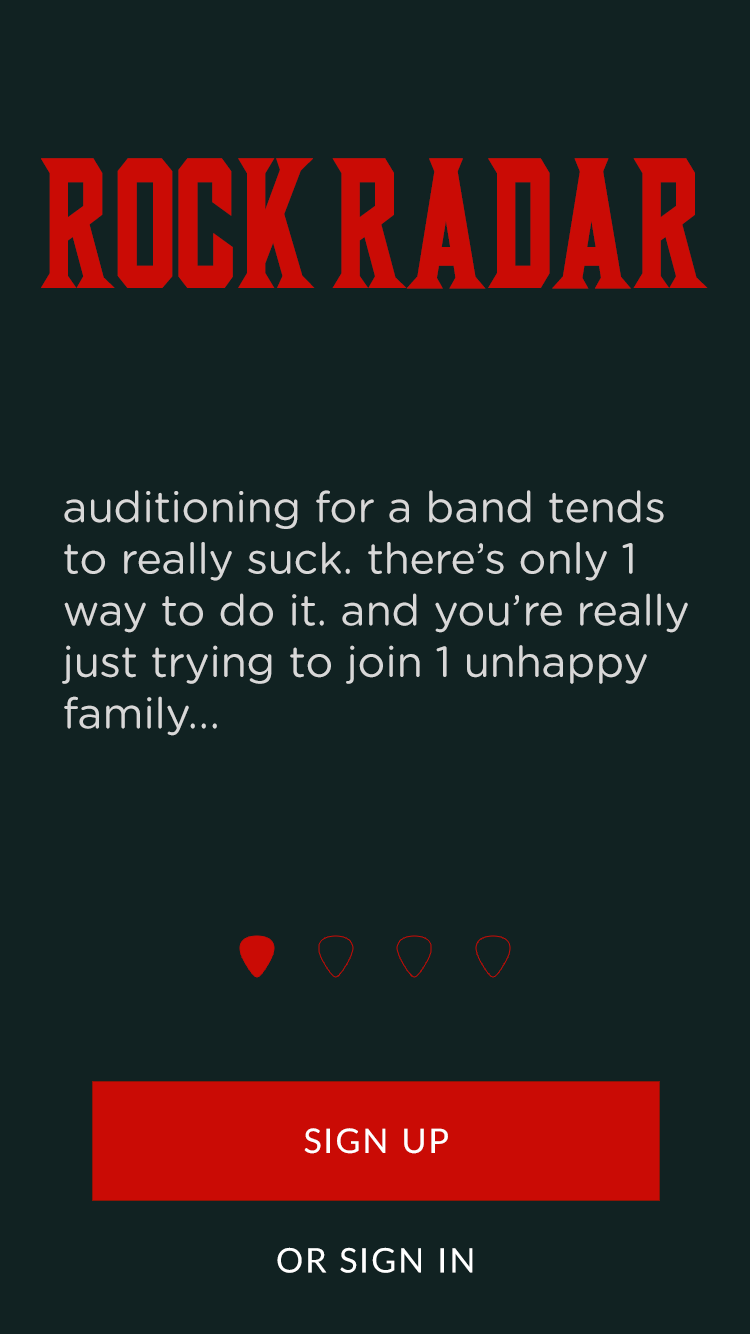 ROCK RADAR
auditioning for a band tends
to really suck. there’s only 1
way to do it. and you’re really
just trying to join 1 unhappy
family...
SIGN UP
OR SIGN IN